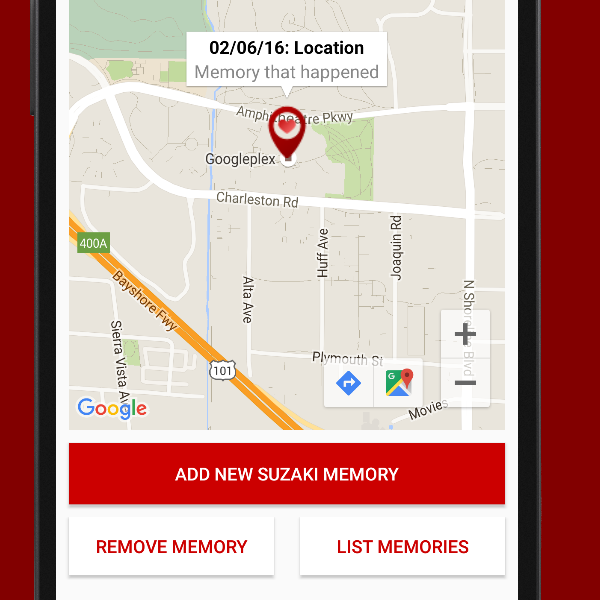 02/06/16: Location
Memory that happened
Amphitheatre Pkwy
Googleplex
Charleston Rd
400A
Bayshore Fwy
Huff Ave
Joaquin Rd
Alta Ave
Sierra Vista Av
N Shoreline Blvd
101
Plymouth St
G
Movies
Google
ADD NEW SUZAKI MEMORY
REMOVE MEMORY
LIST MEMORIES